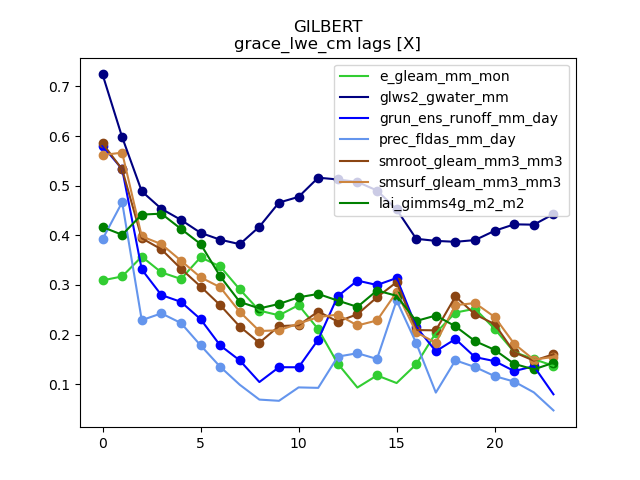 GILBERT
grace_lwe_cm lags [X]
e_gleam_mm_mon
glws2_gwater_mm
grun_ens_runoff_mm_day
prec_fldas_mm_day
smroot_gleam_mm3_mm3
smsurf_gleam_mm3_mm3
lai_gimms4g_m2_m2
0.7
0.6
0.5
0.4
0.3
0.2
0.1
0 5 10 15 20